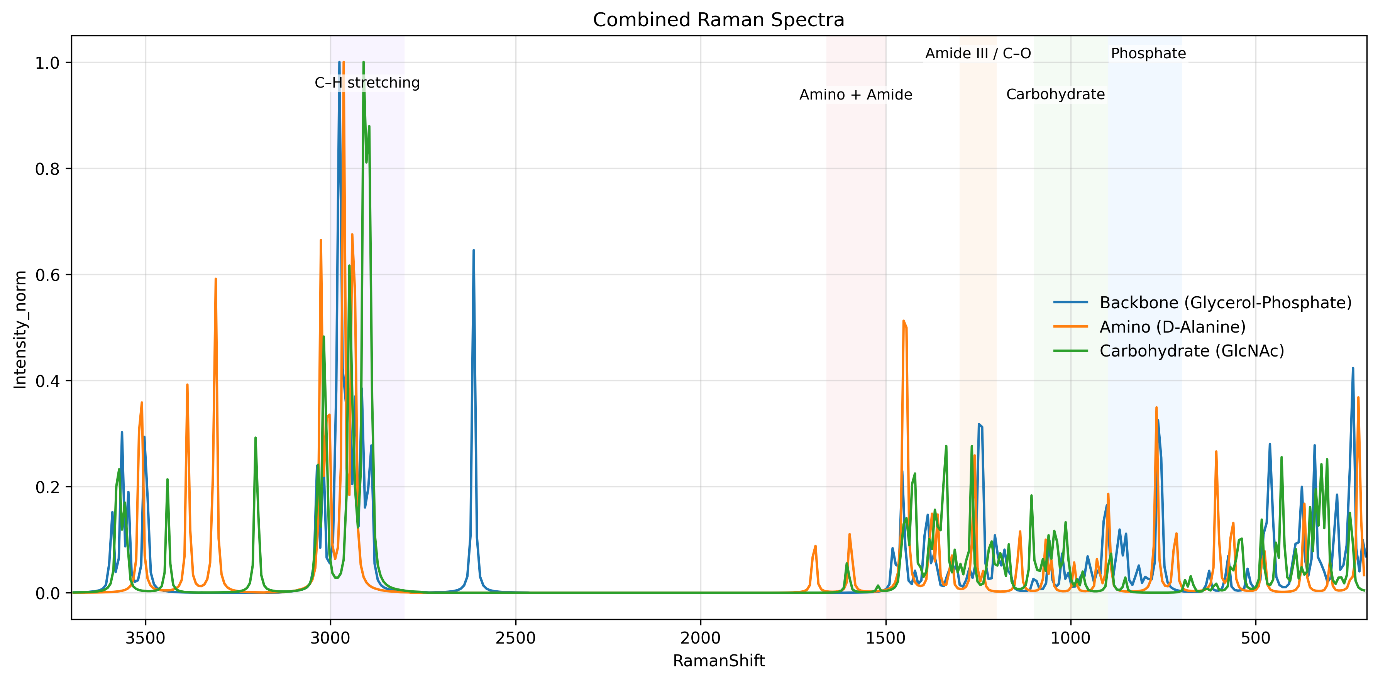 Combined Raman Spectra
Amide III / C–O
Phosphate
C–H stretching
Amino + Amide
Carbohydrate
Backbone (Glycerol-Phosphate)
Amino (D-Alanine)
Carbohydrate (GlcNAc)
Intensity_norm
1.0
0.8
0.6
0.4
0.2
0.0
3500 3000 2500 2000 1500 1000 500
RamanShift